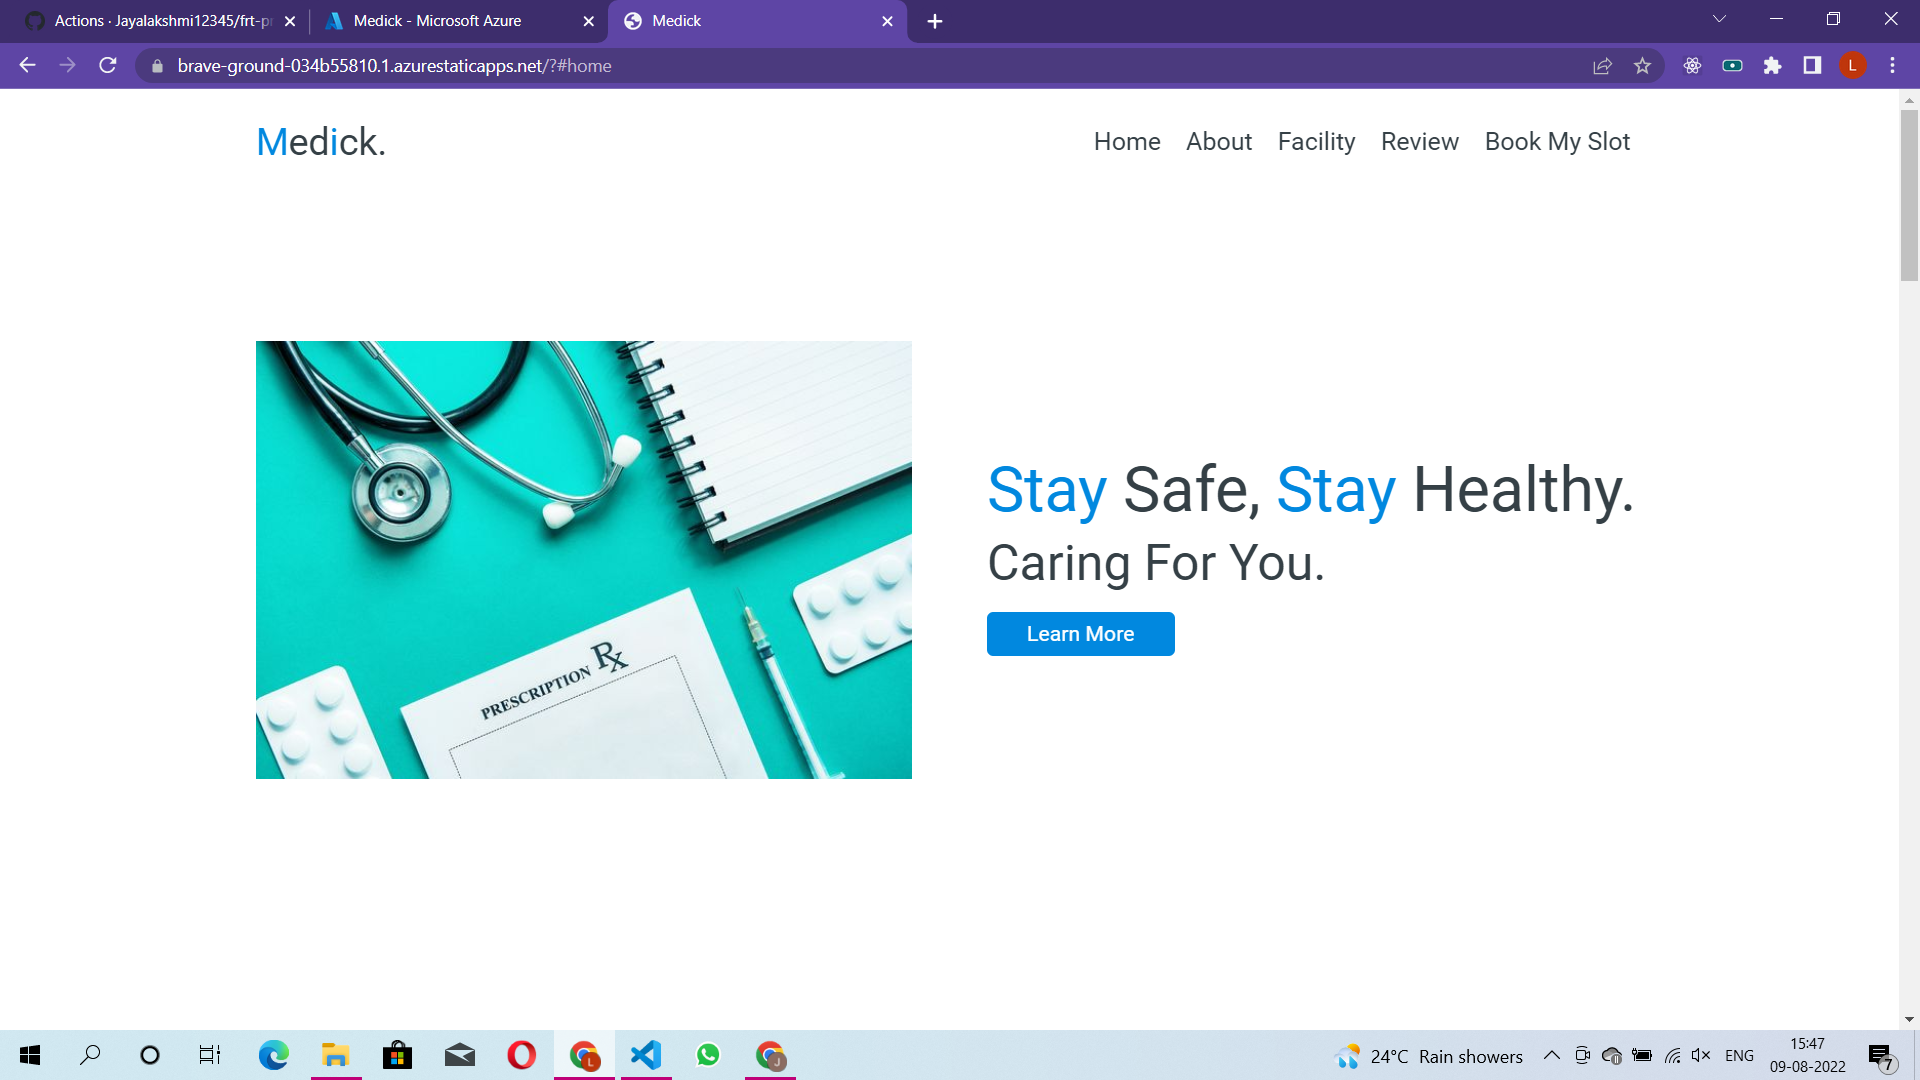 Actions · Jayalakshmi12345/frt-pr
Medick - Microsoft Azure
Medick
brave-ground-034b55810.1.azurestaticapps.net/?#home
L
Medick.
Home About Facility Review Book My Slot
PRESCRIPTION Rx
Stay Safe, Stay Healthy.
Caring For You.
Learn More
L
J
24°C Rain showers
ENG
15:47
09-08-2022
7